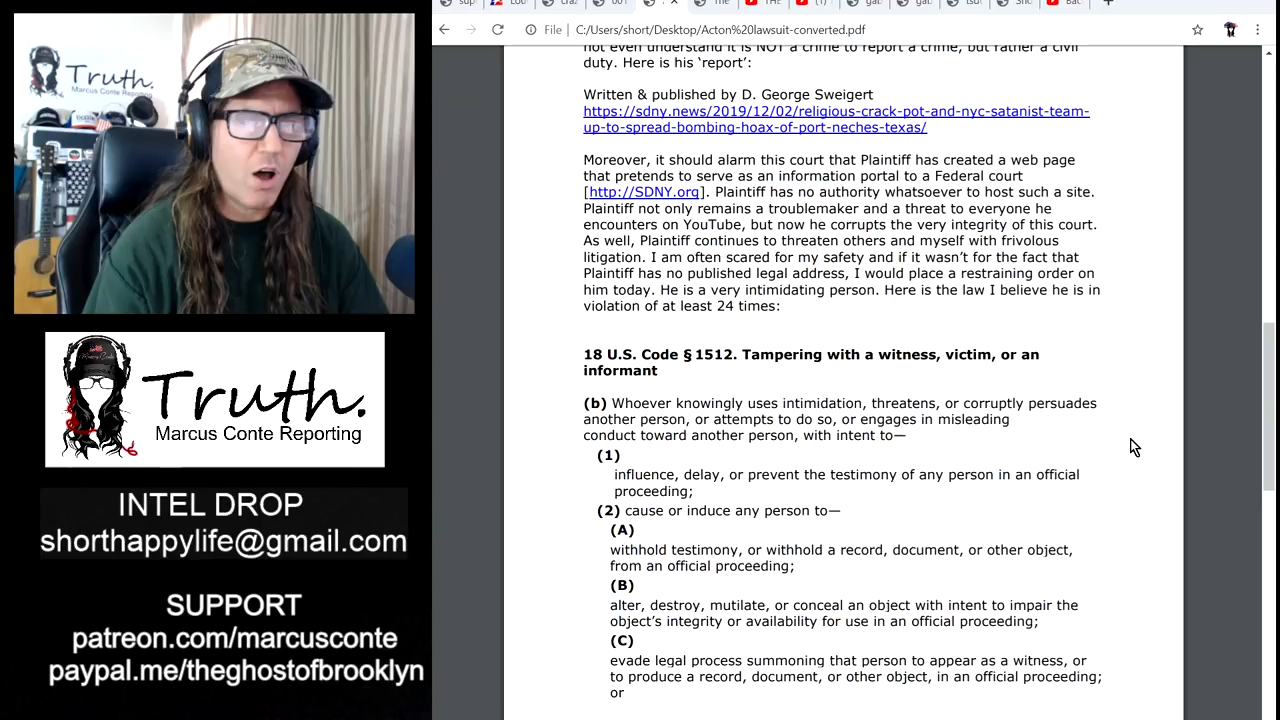 Truth.
Marcus Conte Reporting
Truth.
Marcus Conte Reporting
INTEL DROP
shorthappylife@gmail.com
SUPPORT
patreon.com/marcusconte
paypal.me/theghostofbrooklyn
File | C:/Users/short/Desktop/Acton%20lawsuit-converted.pdf
not even understand it is NOT a crime to report a crime, but rather a civil
duty. Here is his ‘report’:
Written & published by D. George Sweigert
https://sdny.news/2019/12/02/religious-crack-pot-and-nyc-satanist-team-
up-to-spread-bombing-hoax-of-port-neches-texas/
Moreover, it should alarm this court that Plaintiff has created a web page
that pretends to serve as an information portal to a Federal court
[http://SDNY.org]. Plaintiff has no authority whatsoever to host such a site.
Plaintiff not only remains a troublemaker and a threat to everyone he
encounters on YouTube, but now he corrupts the very integrity of this court.
As well, Plaintiff continues to threaten others and myself with frivolous
litigation. I am often scared for my safety and if it wasn’t for the fact that
Plaintiff has no published legal address, I would place a restraining order on
him today. He is a very intimidating person. Here is the law I believe he is in
violation of at least 24 times:
18 U.S. Code § 1512. Tampering with a witness, victim, or an
informant
(b) Whoever knowingly uses intimidation, threatens, or corruptly persuades
another person, or attempts to do so, or engages in misleading
conduct toward another person, with intent to—
(1)
influence, delay, or prevent the testimony of any person in an official
proceeding;
(2) cause or induce any person to—
(A)
withhold testimony, or withhold a record, document, or other object,
from an official proceeding;
(B)
alter, destroy, mutilate, or conceal an object with intent to impair the
object’s integrity or availability for use in an official proceeding;
(C)
evade legal process summoning that person to appear as a witness, or
to produce a record, document, or other object, in an official proceeding;
or